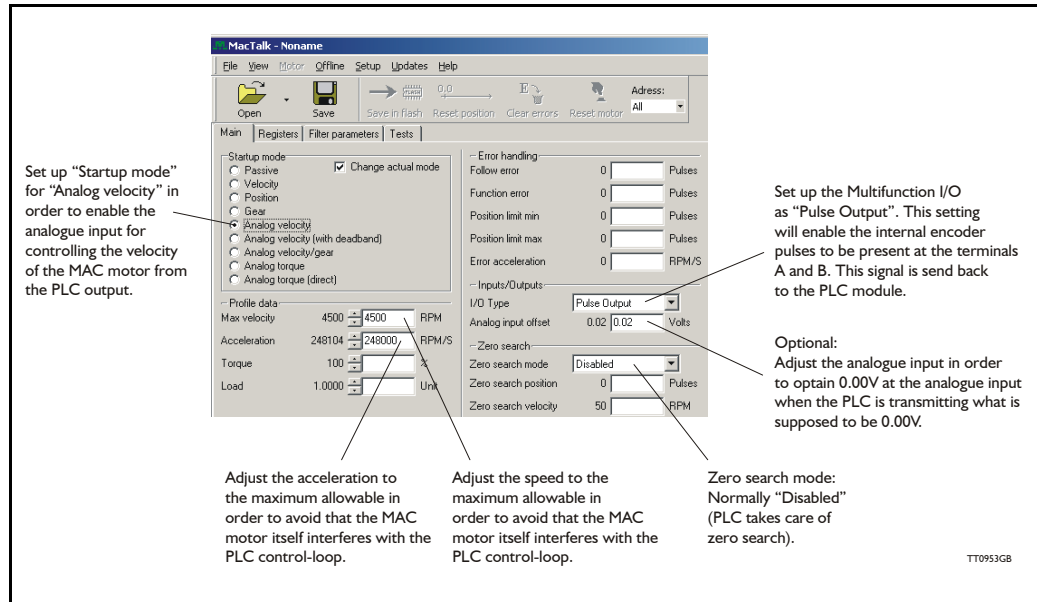 MacTalk - Noname
File View Motor Offline Setup Updates Help
Open Save Save in flash Reset position Clear errors Reset motor
0.0
FLASH
Adress:
All
Main Registers Filter parameters Tests
Startup mode
Change actual mode
Passive
Velocity
Position
Gear
Analog velocity
Analog velocity (with deadband)
Analog velocity/gear
Analog torque
Analog torque (direct)
Profile data
Max velocity 4500 4500 RPM
Acceleration 248104 248000 RPM/S
Torque 100 %
Load 1.0000 Unit
Error handling
Follow error 0 Pulses
Function error 0 Pulses
Position limit min 0 Pulses
Position limit max 0 Pulses
Error acceleration 0 RPM/S
Inputs/Outputs
I/O Type Pulse Output
Analog input offset 0.02 0.02 Volts
Zero search
Zero search mode Disabled
Zero search position 0 Pulses
Zero search velocity 50 RPM
Set up “Startup mode”
for “Analog velocity” in
order to enable the
analogue input for
controlling the velocity
of the MAC motor from
the PLC output.
Set up the Multifunction I/O
as “Pulse Output”. This setting
will enable the internal encoder
pulses to be present at the terminals
A and B. This signal is send back
to the PLC module.
Optional:
Adjust the analogue input in order
to optain 0.00V at the analogue input
when the PLC is transmitting what is
supposed to be 0.00V.
Adjust the acceleration to
the maximum allowable in
order to avoid that the MAC
motor itself interferes with the
PLC control-loop.
Adjust the speed to the
maximum allowable in
order to avoid that the MAC
motor itself interferes with the
PLC control-loop.
Zero search mode:
Normally “Disabled”
(PLC takes care of
zero search).
TT0953GB